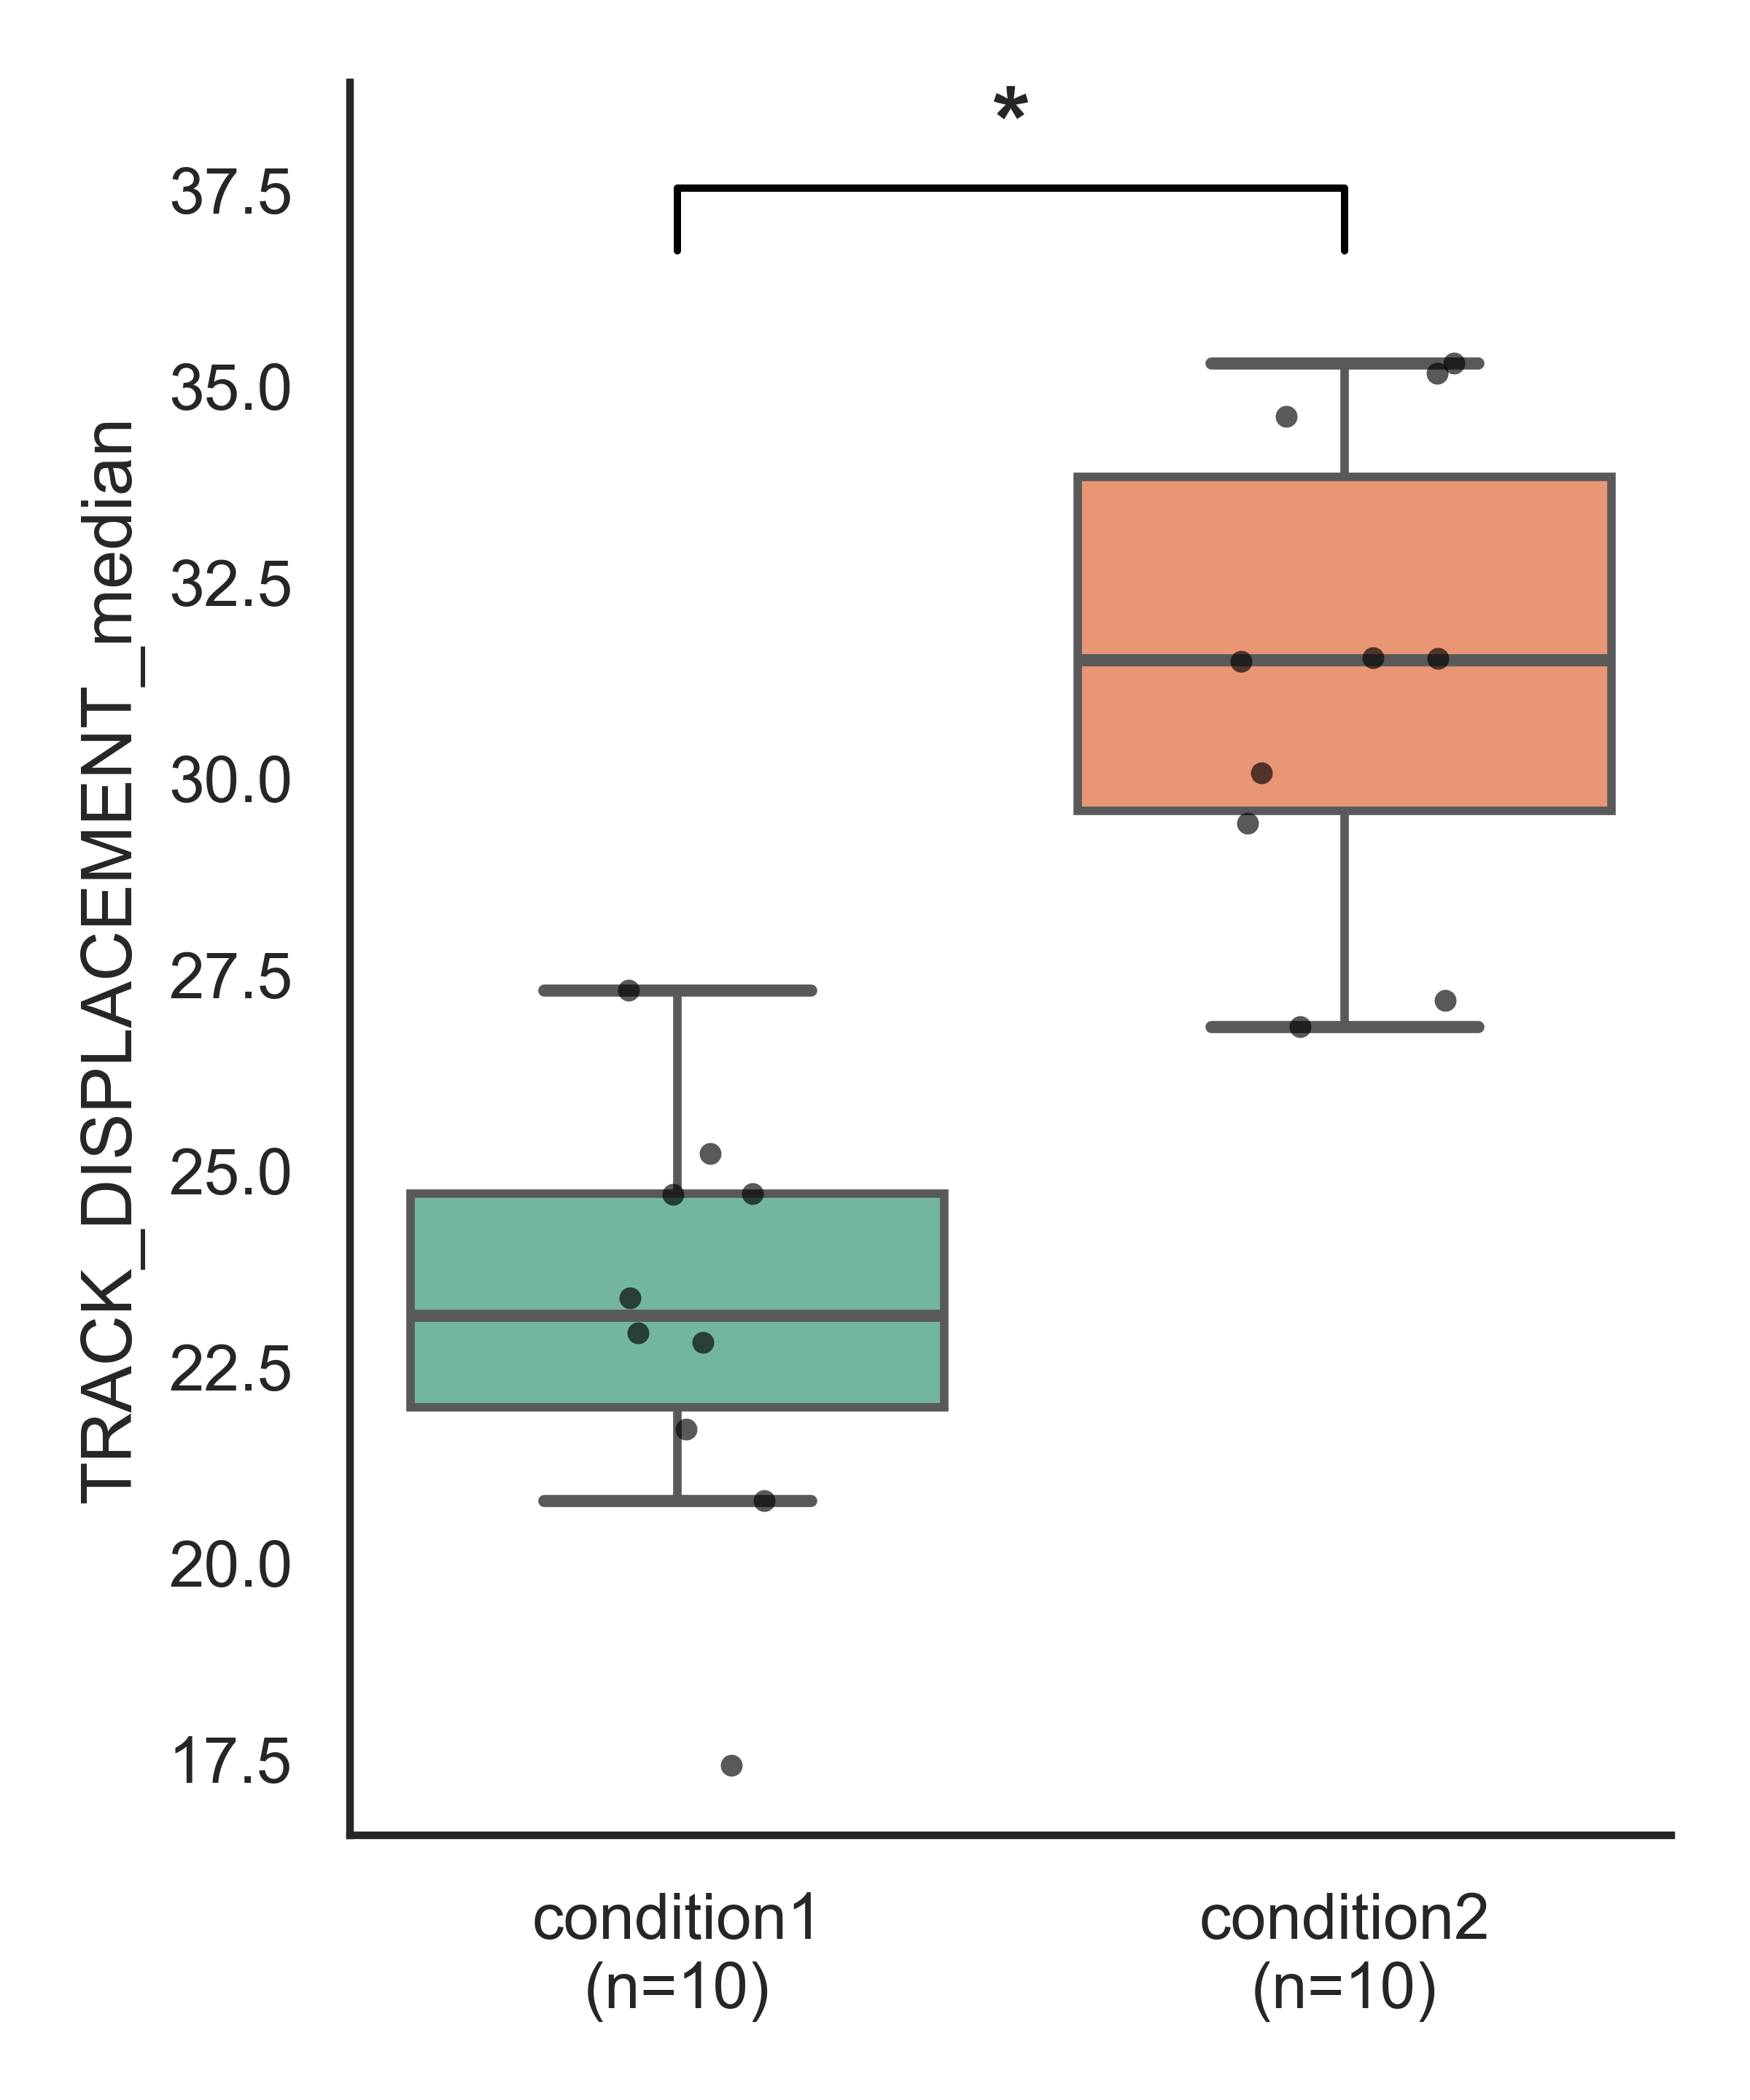 *
37.5
35.0
32.5
30.0
27.5
25.0
22.5
20.0
17.5
TRACK_DISPLACEMENT_median
condition1
(n=10)
condition2
(n=10)